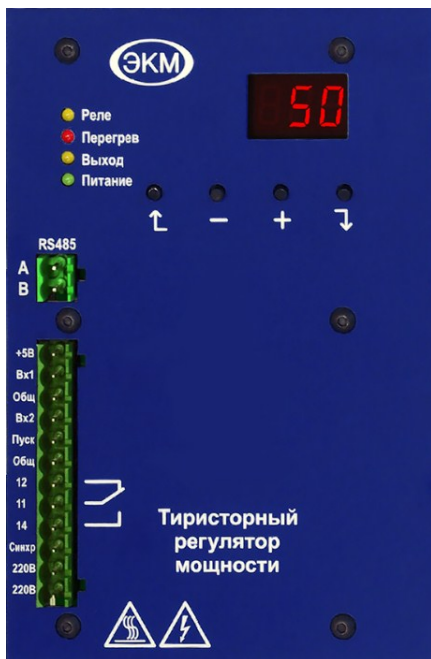 ЭКМ
50
Реле
Перегрев
Выход
Питание
RS485
A
B
+5В
Вх1
Общ
Вх2
Пуск
Общ
12
11
14
Синхр
220В
220В
Тиристорный
регулятор
мощности